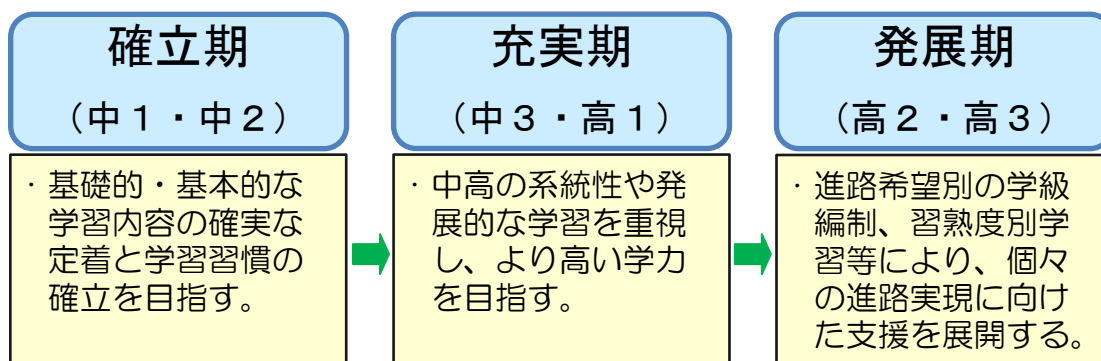 確立期
（中１・中２）
・基礎的・基本的な
学習内容の確実な
定着と学習習慣の
確立を目指す。
充実期
（中３・高１）
・中高の系統性や発
展的な学習を重視
し、より高い学力
を目指す。
発展期
（高２・高３）
・進路希望別の学級
編制、習熟度別学
習等により、個々
の進路実現に向け
た支援を展開する。